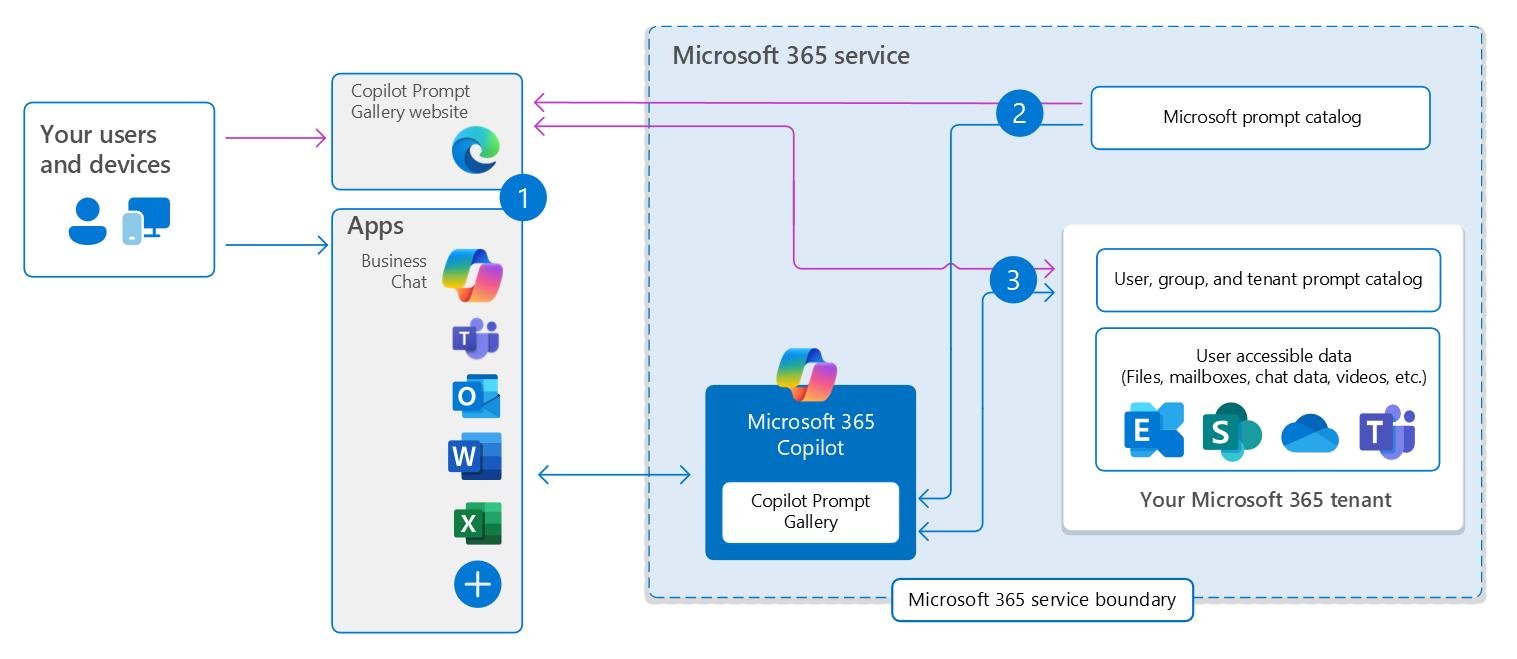 Microsoft 365 service
Copilot Prompt
Gallery website
Your users
and devices
1
2
Microsoft prompt catalog
Apps
Business
Chat
T
O
W
X
3
User, group, and tenant prompt catalog
User accessible data
(Files, mailboxes, chat data, videos, etc.)
E
S
T
Your Microsoft 365 tenant
Microsoft 365
Copilot
Copilot Prompt
Gallery
Microsoft 365 service boundary